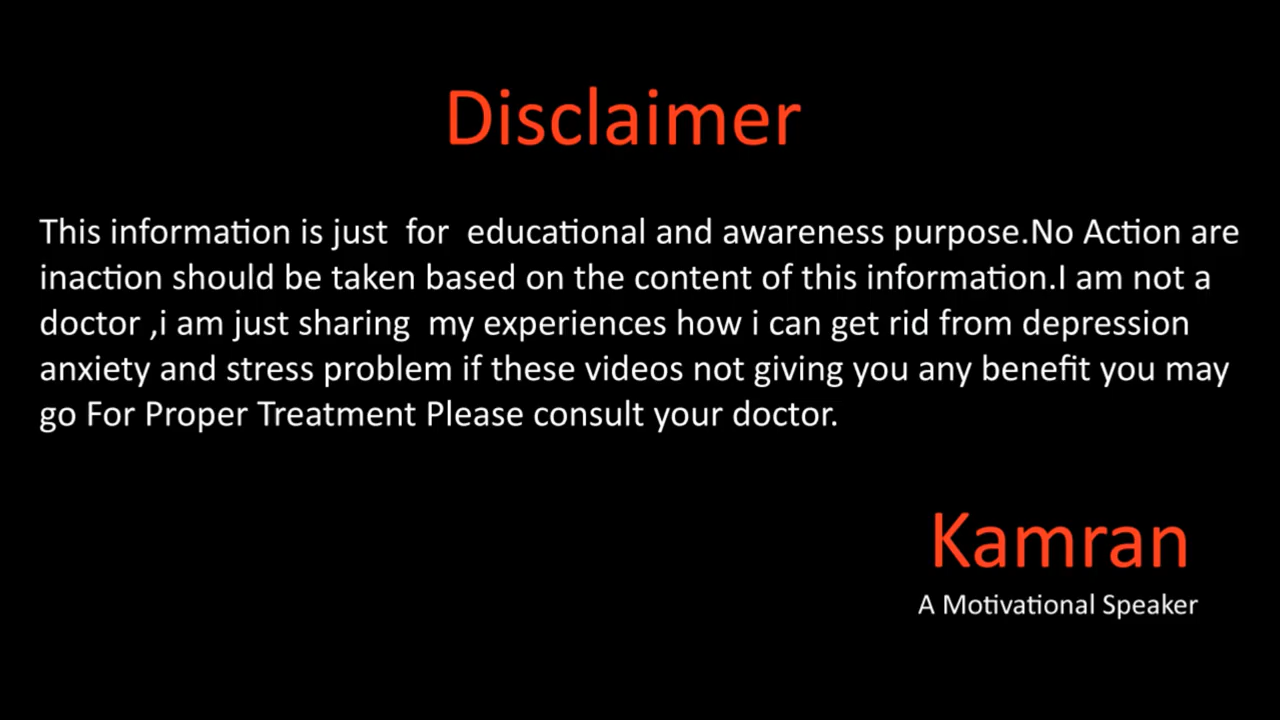 Disclaimer
This information is just  for  educational and awareness purpose.No Action are
inaction should be taken based on the content of this information.I am not a
doctor ,i am just sharing  my experiences how i can get rid from depression
anxiety and stress problem if these videos not giving you any benefit you may
go For Proper Treatment Please consult your doctor.
Kamran
A Motivational Speaker